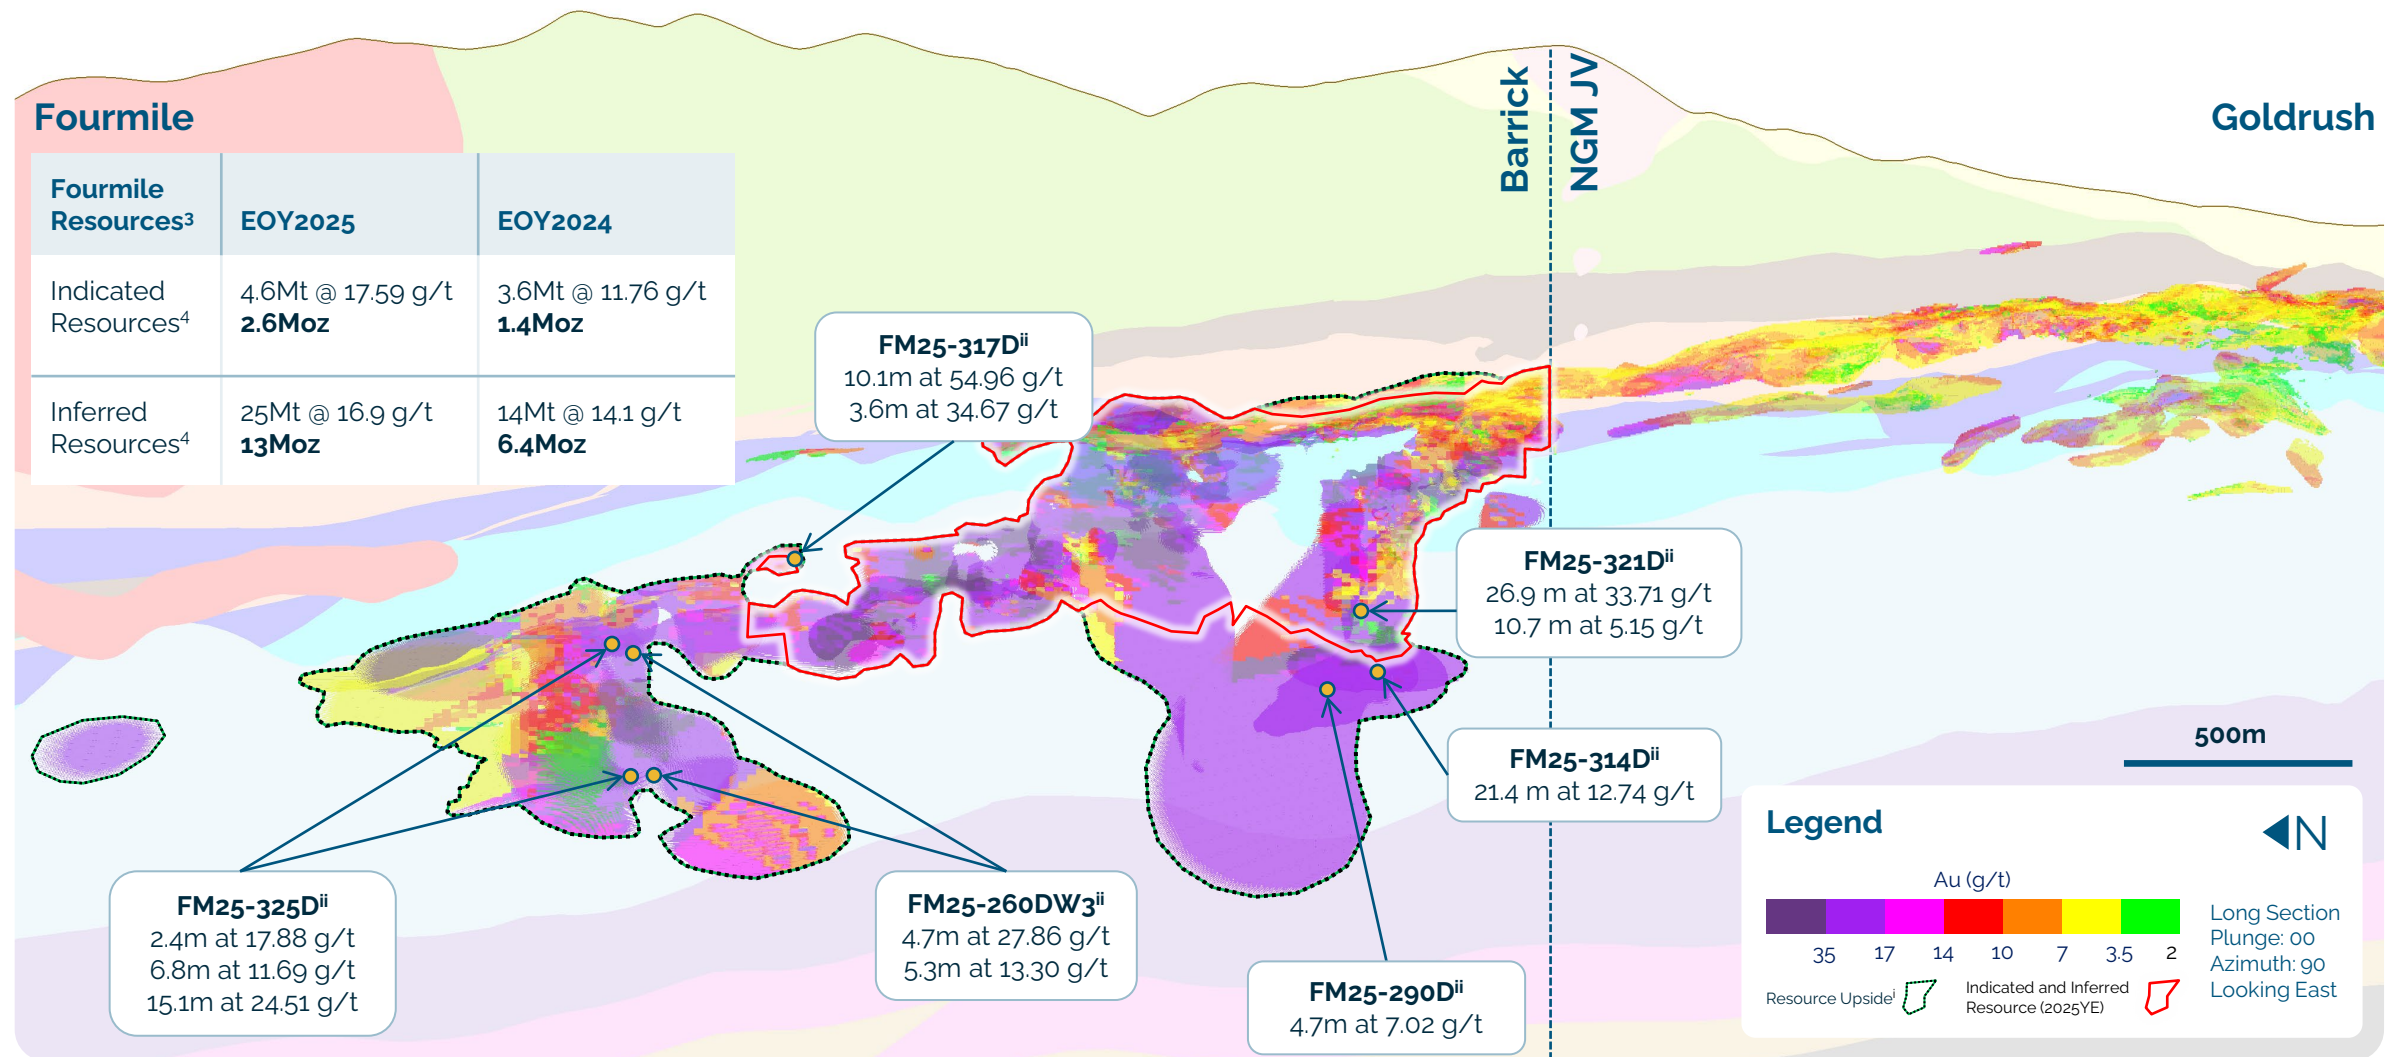 Fourmile
Barrick
NGM JV
Goldrush
Fourmile Resources3
EOY2025
EOY2024
Indicated Resources4
4.6Mt @ 17.59 g/t
2.6Moz
3.6Mt @ 11.76 g/t
1.4Moz
Inferred Resources4
25Mt @ 16.9 g/t
13Moz
14Mt @ 14.1 g/t
6.4Moz
FM25-317Dii
10.1m at 54.96 g/t
3.6m at 34.67 g/t
FM25-321Dii
26.9 m at 33.71 g/t
10.7 m at 5.15 g/t
FM25-314Dii
21.4 m at 12.74 g/t
FM25-325Dii
2.4m at 17.88 g/t
6.8m at 11.69 g/t
15.1m at 24.51 g/t
FM25-260DW3ii
4.7m at 27.86 g/t
5.3m at 13.30 g/t
FM25-290Dii
4.7m at 7.02 g/t
500m
Legend
N
Au (g/t)
35 17 14 10 7 3.5 2
Resource Upsidei
Indicated and Inferred
Resource (2025YE)
Long Section
Plunge: 00
Azimuth: 90
Looking East